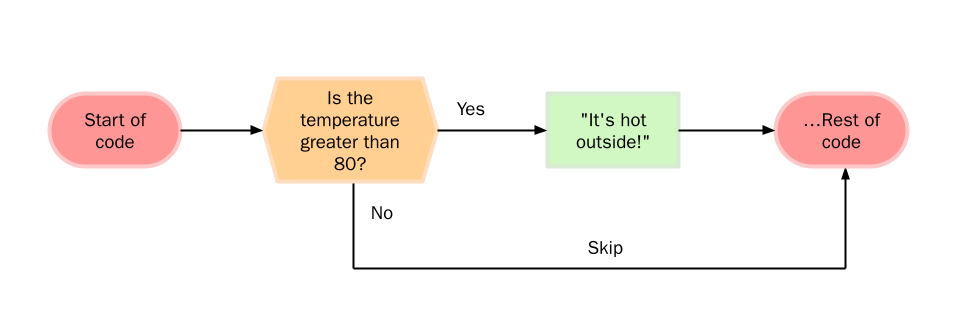 Start of
code
Is the
temperature
greater than
80?
Yes
"It's hot
outside!"
...Rest of
code
No
Skip